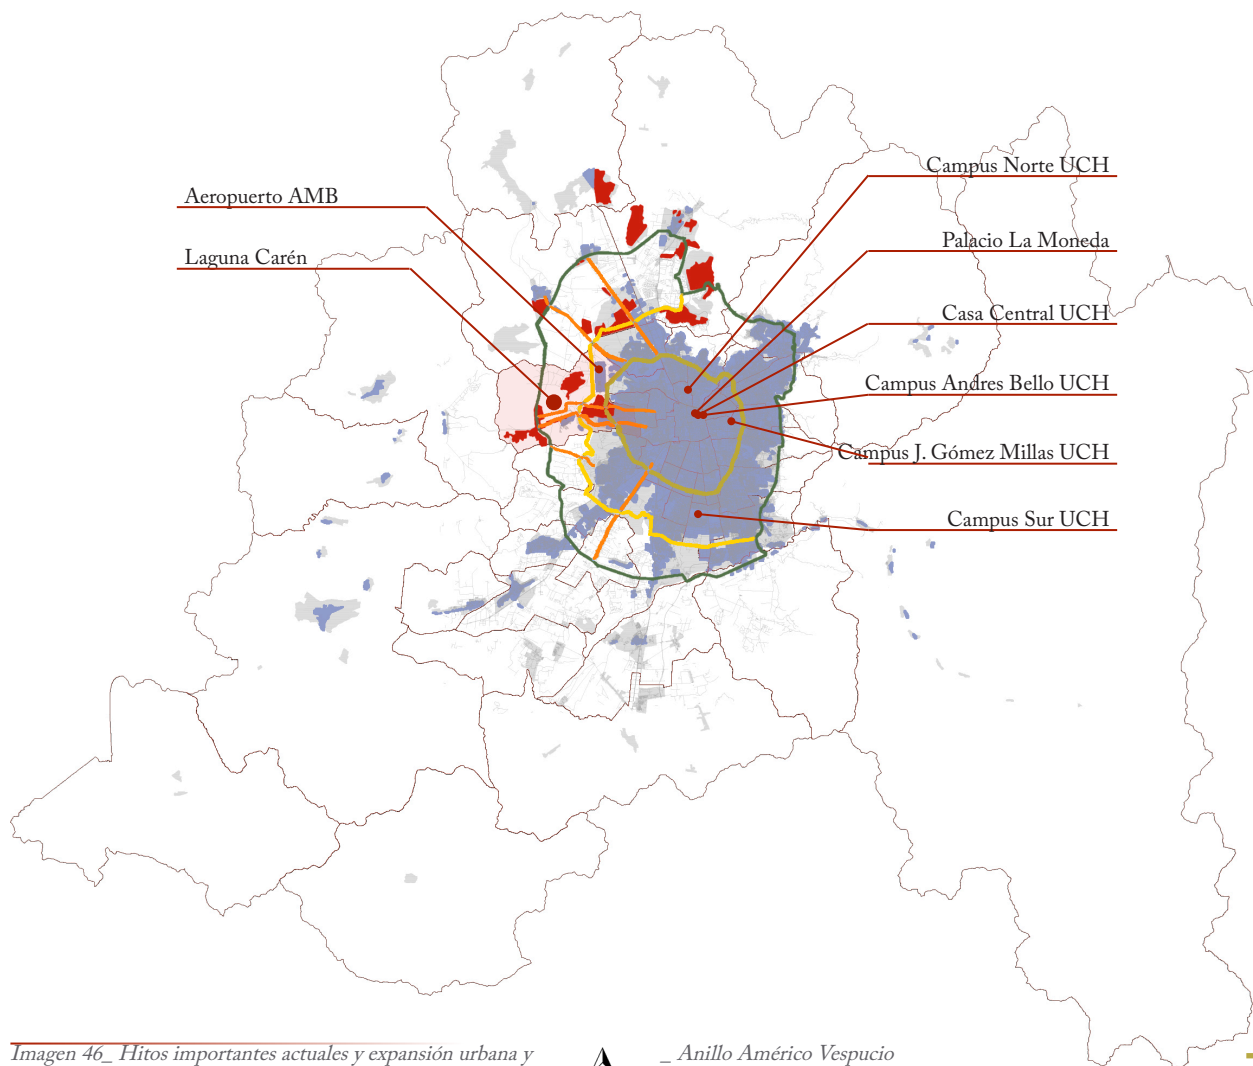 Campus Norte UCH
Aeropuerto AMB
Palacio La Moneda
Laguna Carén
Casa Central UCH
Campus Andres Bello UCH
Campus J. Gómez Millas UCH
Campus Sur UCH
Imagen 46_ Hitos importantes actuales y expansión urbana y
_ Anillo Américo Vespucio